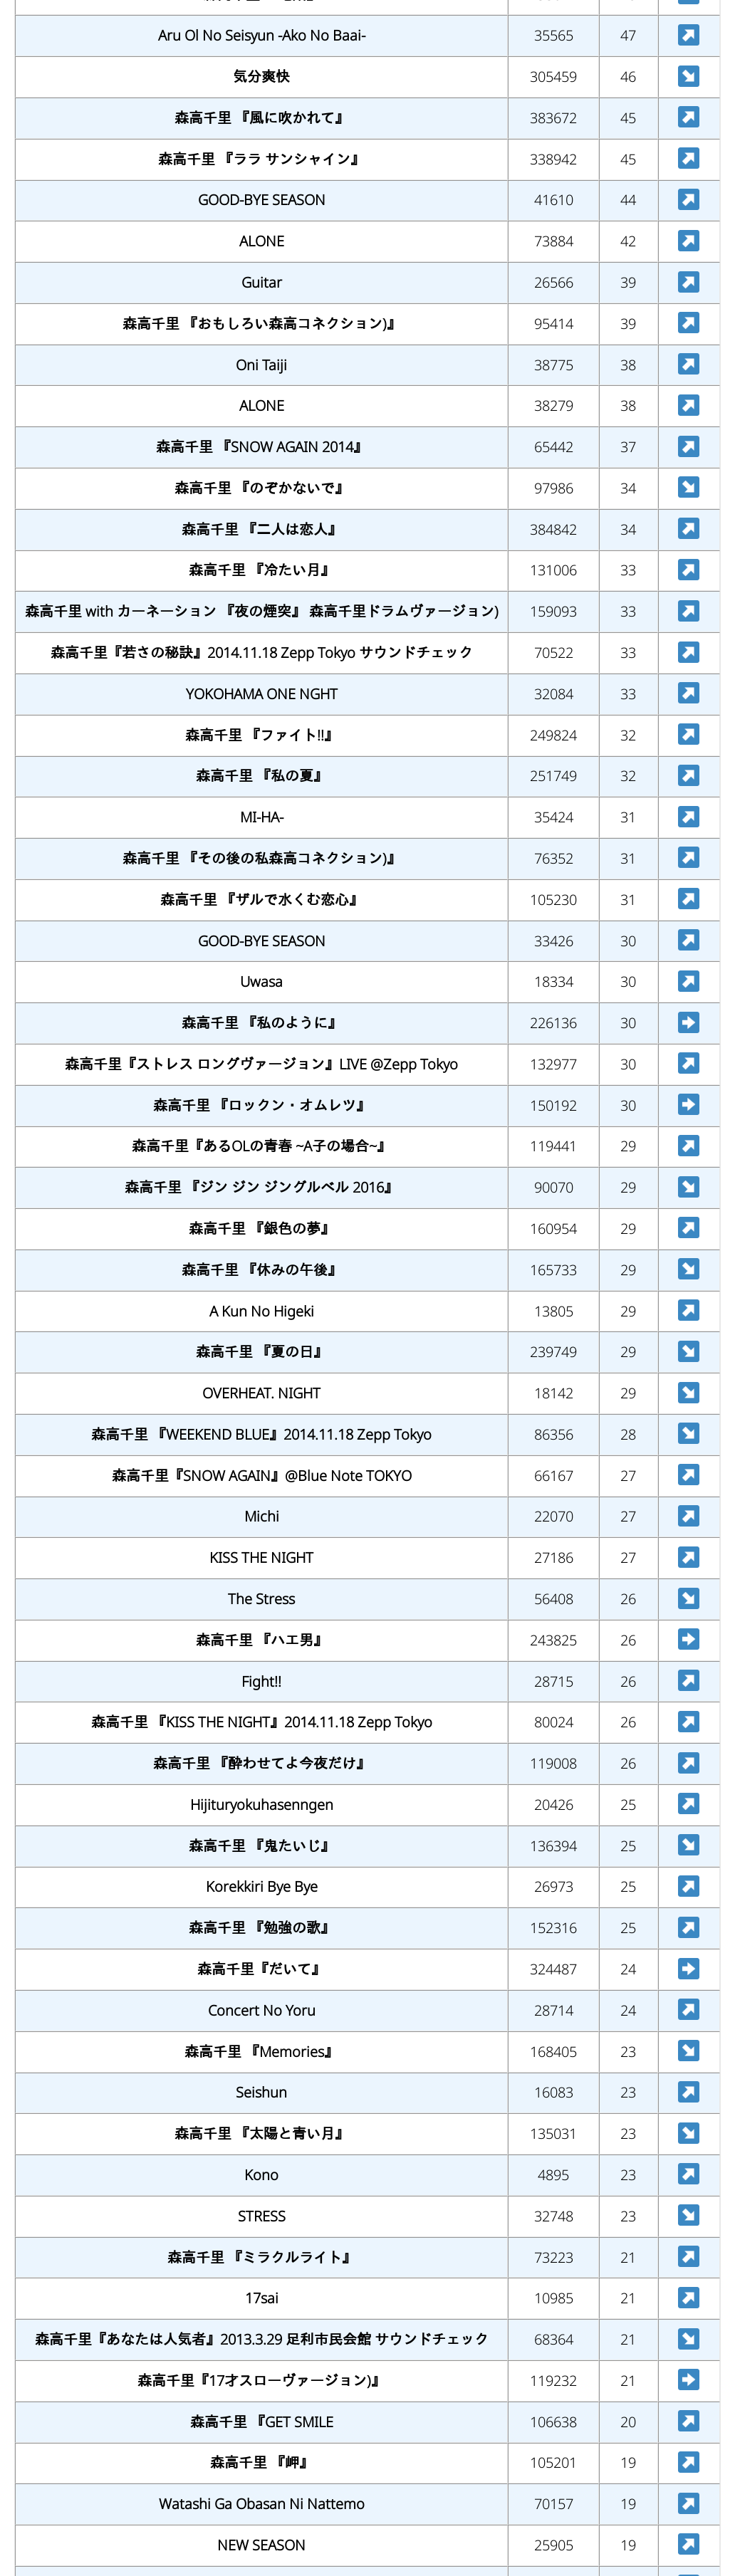 Aru Ol No Seisyun -Ako No Baai- 35565 47
気分爽快 305459 46
森高千里 『風に吹かれて』 383672 45
森高千里 『ララ サンシャイン』 338942 45
GOOD-BYE SEASON 41610 44
ALONE 73884 42
Guitar 26566 39
森高千里 『おもしろい森高コネクション)』 95414 39
Oni Taiji 38775 38
ALONE 38279 38
森高千里 『SNOW AGAIN 2014』 65442 37
森高千里 『のぞかないで』 97986 34
森高千里 『二人は恋人』 384842 34
森高千里 『冷たい月』 131006 33
森高千里 with カーネーション 『夜の煙突』 森高千里ドラムヴァージョン) 159093 33
森高千里『若さの秘訣』2014.11.18 Zepp Tokyo サウンドチェック 70522 33
YOKOHAMA ONE NGHT 32084 33
森高千里 『ファイト!!』 249824 32
森高千里 『私の夏』 251749 32
MI-HA- 35424 31
森高千里 『その後の私森高コネクション)』 76352 31
森高千里 『ザルで水くむ恋心』 105230 31
GOOD-BYE SEASON 33426 30
Uwasa 18334 30
森高千里 『私のように』 226136 30
森高千里『ストレス ロングヴァージョン』LIVE @Zepp Tokyo 132977 30
森高千里 『ロックン・オムレツ』 150192 30
森高千里『あるOLの青春 ~A子の場合~』 119441 29
森高千里 『ジン ジン ジングルベル 2016』 90070 29
森高千里 『銀色の夢』 160954 29
森高千里 『休みの午後』 165733 29
A Kun No Higeki 13805 29
森高千里 『夏の日』 239749 29
OVERHEAT. NIGHT 18142 29
森高千里 『WEEKEND BLUE』2014.11.18 Zepp Tokyo 86356 28
森高千里『SNOW AGAIN』@Blue Note TOKYO 66167 27
Michi 22070 27
KISS THE NIGHT 27186 27
The Stress 56408 26
森高千里 『ハエ男』 243825 26
Fight!! 28715 26
森高千里 『KISS THE NIGHT』2014.11.18 Zepp Tokyo 80024 26
森高千里 『酔わせてよ今夜だけ』 119008 26
Hijituryokuhasenngen 20426 25
森高千里 『鬼たいじ』 136394 25
Korekkiri Bye Bye 26973 25
森高千里 『勉強の歌』 152316 25
森高千里『だいて』 324487 24
Concert No Yoru 28714 24
森高千里 『Memories』 168405 23
Seishun 16083 23
森高千里 『太陽と青い月』 135031 23
Kono 4895 23
STRESS 32748 23
森高千里 『ミラクルライト』 73223 21
17sai 10985 21
森高千里『あなたは人気者』2013.3.29 足利市民会館 サウンドチェック 68364 21
森高千里『17才スローヴァージョン)』 119232 21
森高千里 『GET SMILE 106638 20
森高千里 『岬』 105201 19
Watashi Ga Obasan Ni Nattemo 70157 19
NEW SEASON 25905 19